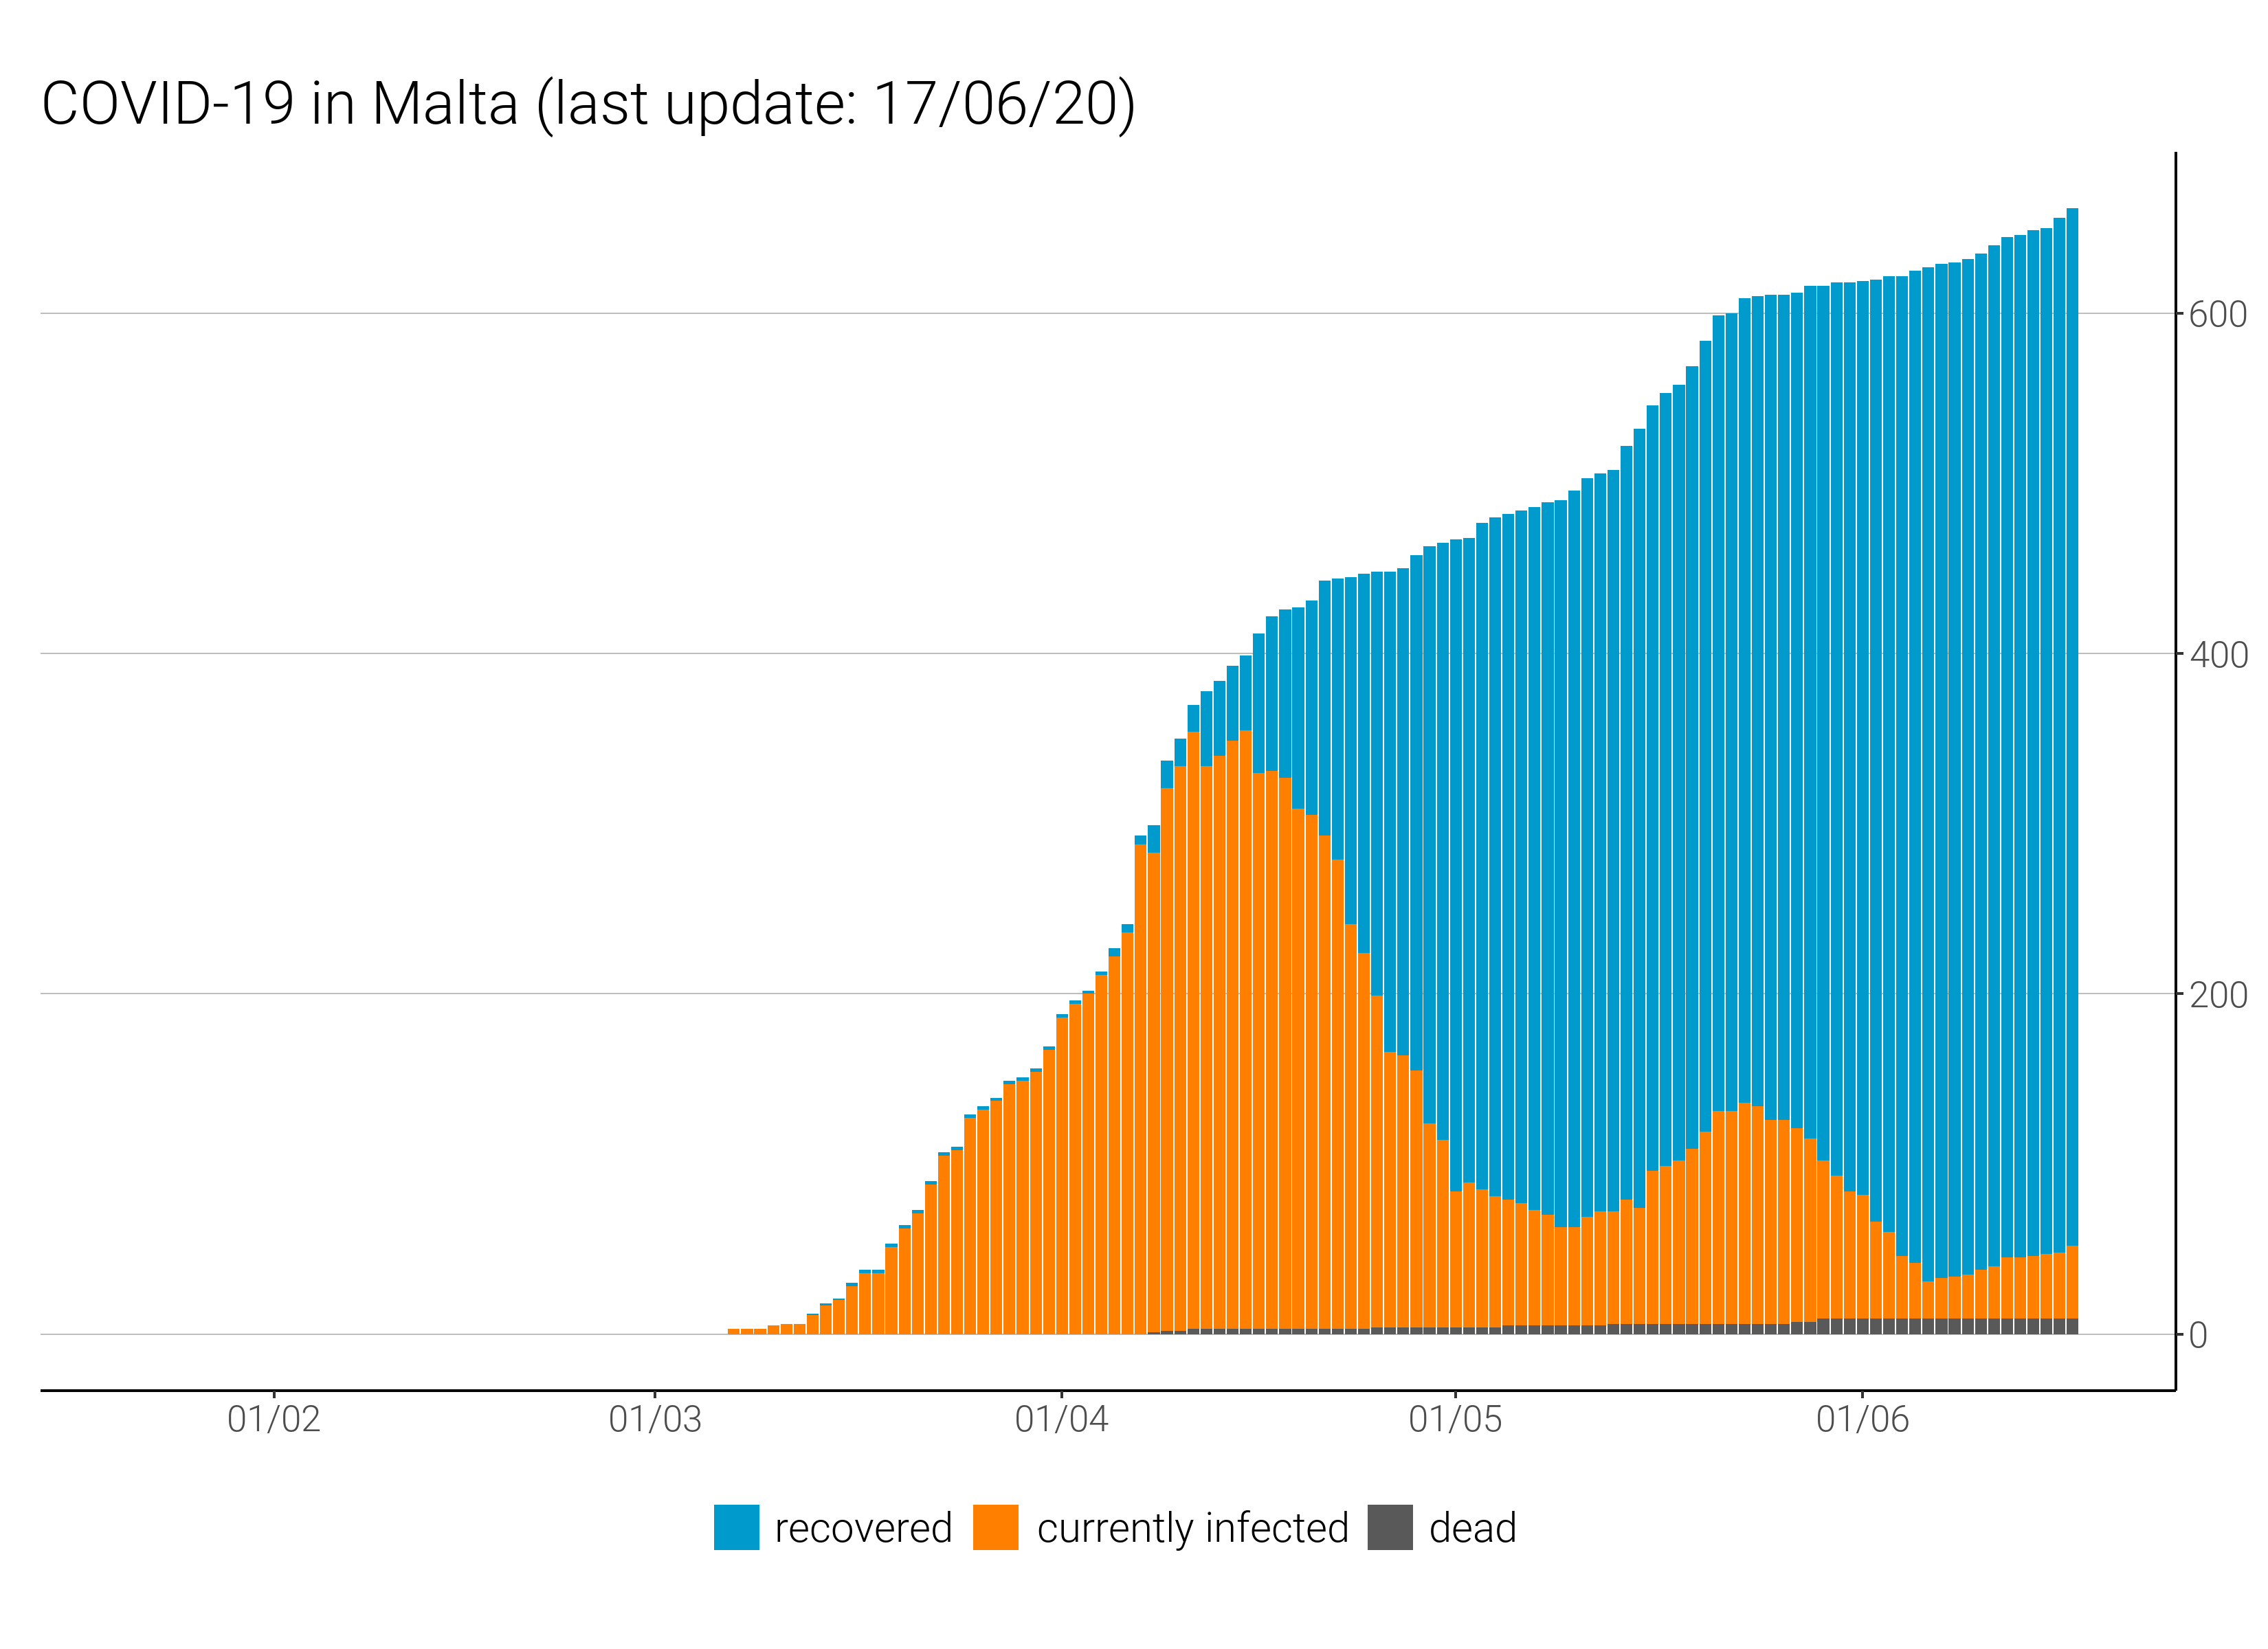 COVID-19 in Malta (last update: 17/06/20)
600
400
200
0
01/02 01/03 01/04 01/05 01/06
recovered currently infected dead